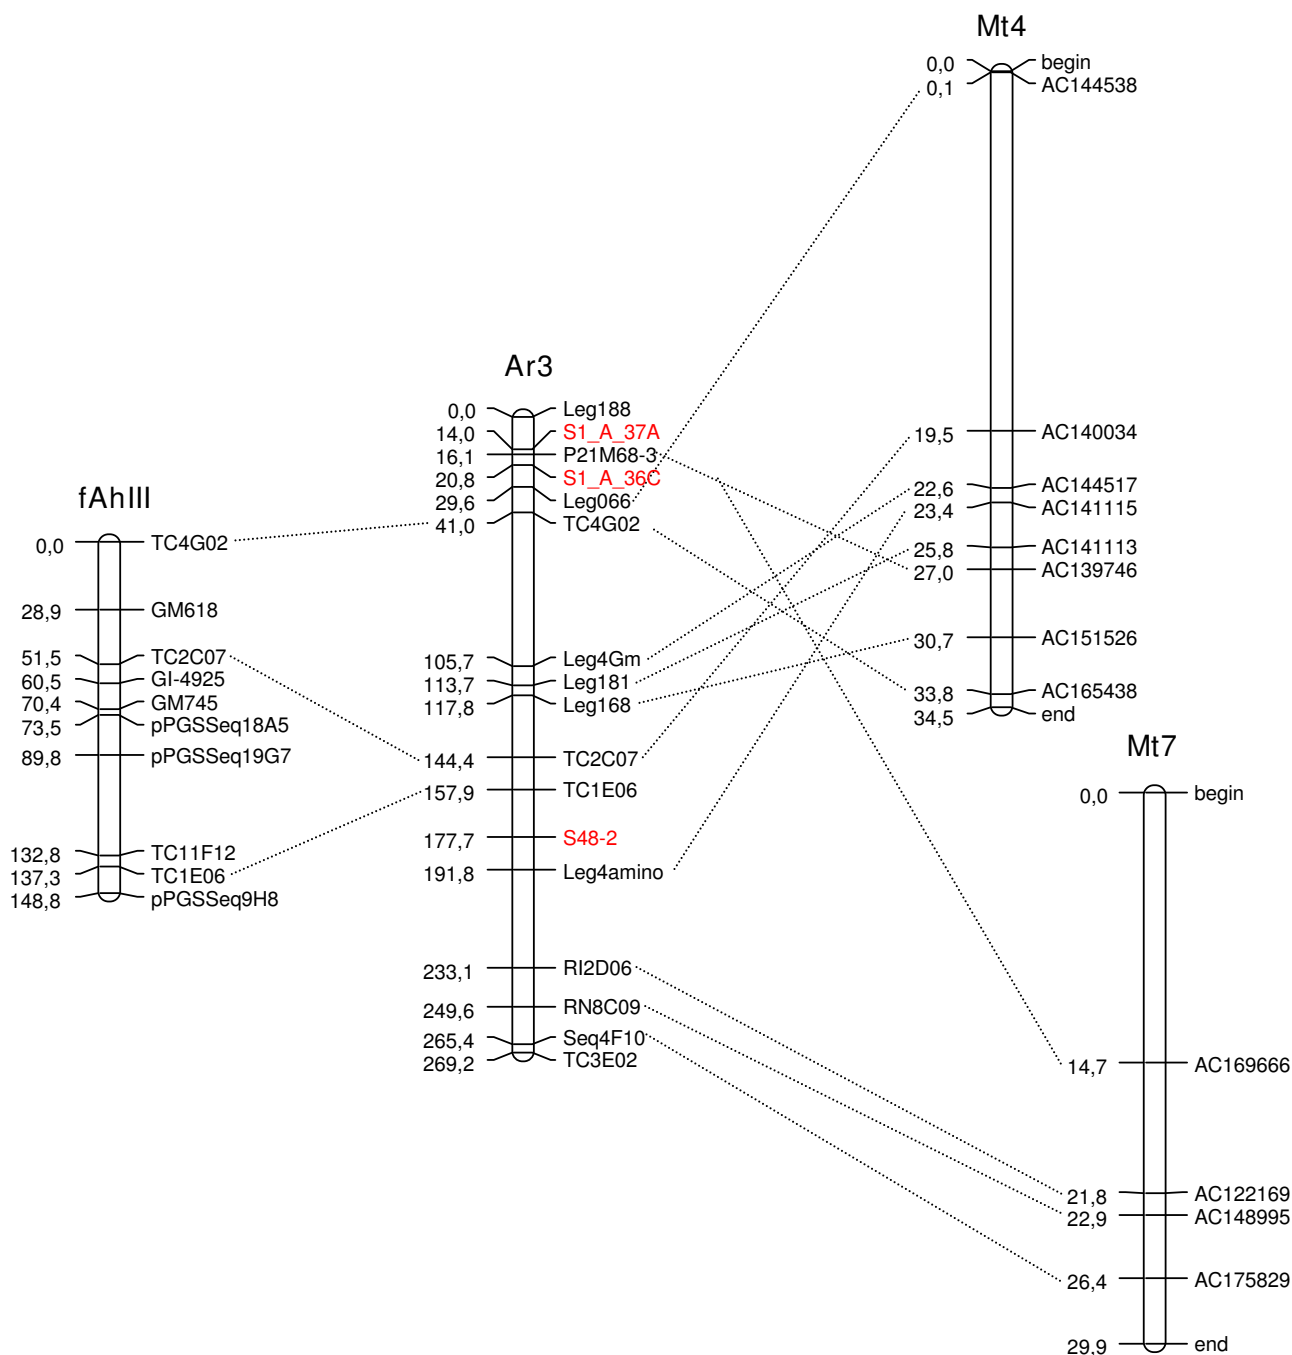 Mt4
0,0 begin
0,1 AC144538
19,5 AC140034
22,6 AC144517
23,4 AC141115
25,8 AC141113
27,0 AC139746
30,7 AC151526
33,8 AC165438
34,5 end
Ar3
0,0 Leg188
14,0 S1_A_37A
16,1 P21M68-3
20,8 S1_A_36C
29,6 Leg066
41,0 TC4G02
105,7 Leg4Gm
113,7 Leg181
117,8 Leg168
144,4 TC2C07
157,9 TC1E06
177,7 S48-2
191,8 Leg4amino
233,1 RI2D06
249,6 RN8C09
265,4 Seq4F10
269,2 TC3E02
fAhIII
0,0 TC4G02
28,9 GM618
51,5 TC2C07
60,5 GI-4925
70,4 GM745
73,5 pPGSSeq18A5
89,8 pPGSSeq19G7
132,8 TC11F12
137,3 TC1E06
148,8 pPGSSeq9H8
Mt7
0,0 begin
14,7 AC169666
21,8 AC122169
22,9 AC148995
26,4 AC175829
29,9 end